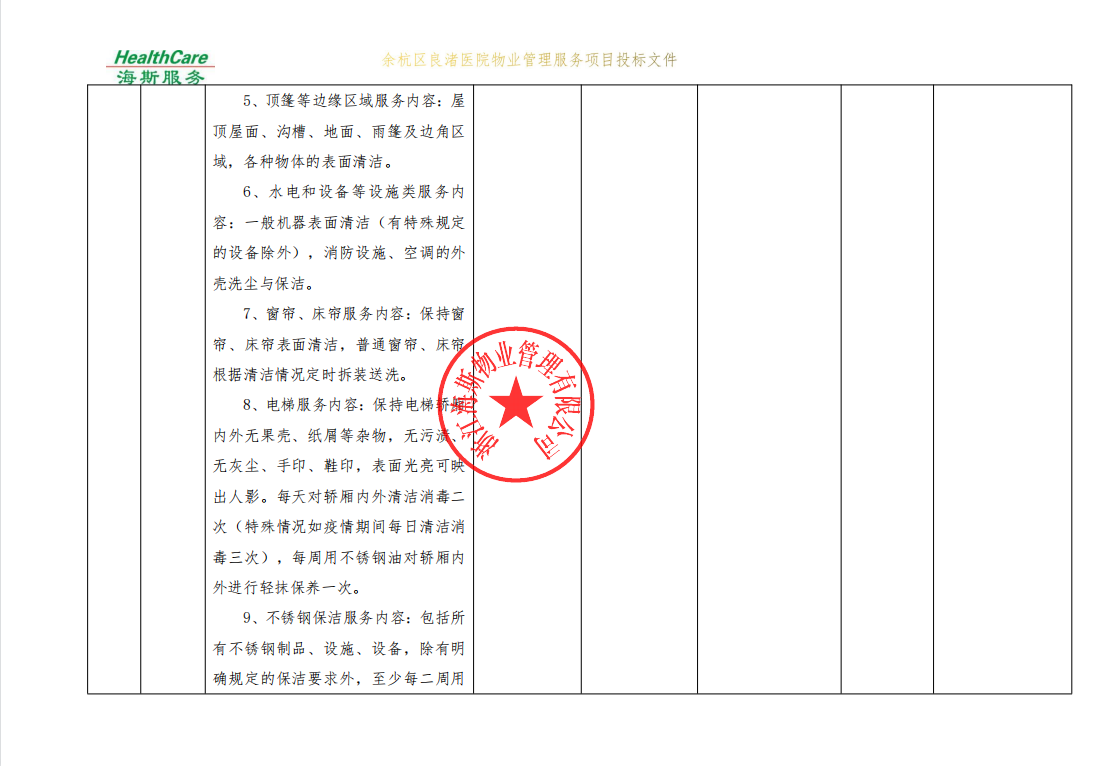 HealthCare
海斯服务
余杭区良渚医院物业管理服务项目投标文件
5、顶篷等边缘区域服务内容：屋
顶屋面、沟槽、地面、雨篷及边角区
域，各种物体的表面清洁。
6、水电和设备等设施类服务内
容：一般机器表面清洁（有特殊规定
的设备除外），消防设施、空调的外
壳洗尘与保洁。
7、窗帘、床帘服务内容：保持窗
帘、床帘表面清洁，普通窗帘、床帘
根据清洁情况定时拆装送洗。
8、电梯服务内容：保持电梯轿厢
内外无果壳、纸屑等杂物，无污渍、
无灰尘、手印、鞋印，表面光亮可映
出人影。每天对轿厢内外清洁消毒二
次（特殊情况如疫情期间每日清洁消
毒三次），每周用不锈钢油对轿厢内
外进行轻抹保养一次。
9、不锈钢保洁服务内容：包括所
有不锈钢制品、设施、设备，除有明
确规定的保洁要求外，至少每二周用
浙江海斯物业管理有限公司